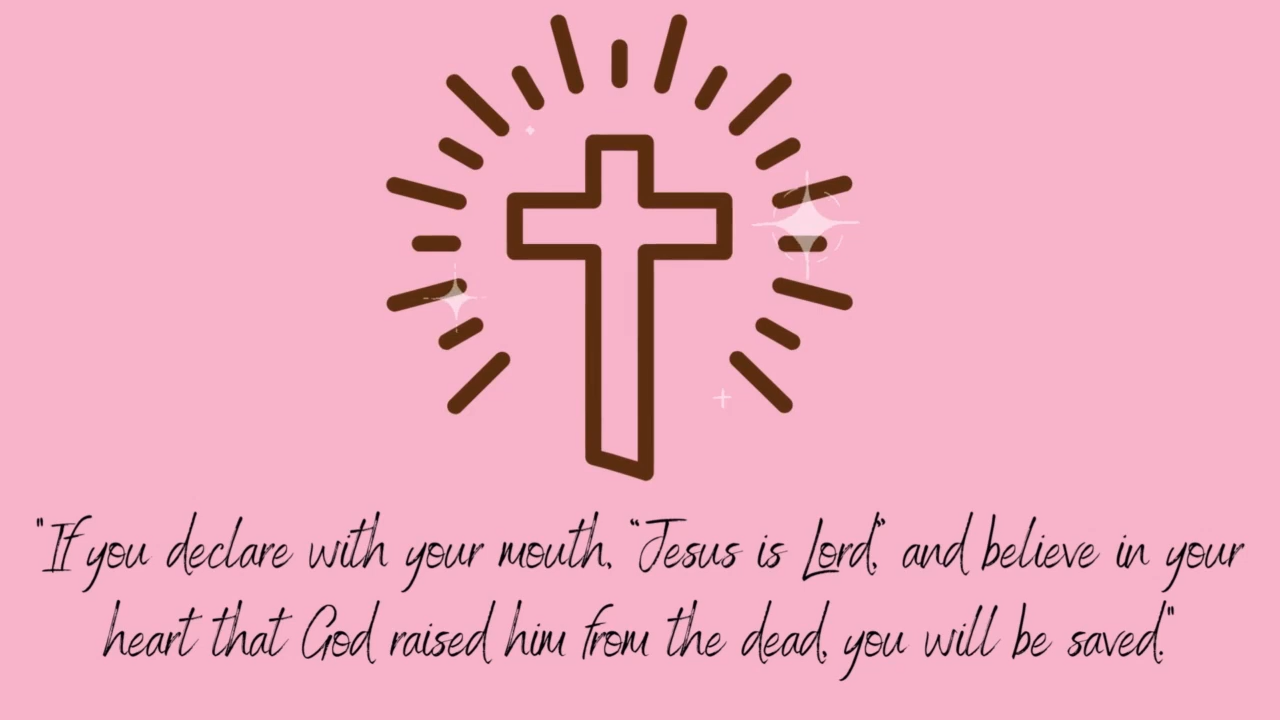 "If you declare with your mouth, “Jesus is Lord,” and believe in your
heart that God raised him from the dead, you will be saved."